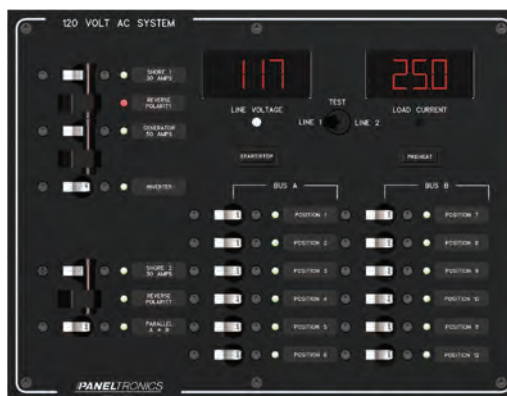 120 VOLT AC SYSTEM
117
25.0
LINE VOLTAGE
TEST
LOAD CURRENT
LINE 1
LINE 2
START/STOP
PREHEAT
SHORE 1
30 AMPS
REVERSE
POLARITY
GENERATOR
30 AMPS
INVERTER
SHORE 2
30 AMPS
REVERSE
POLARITY
PARALLEL
A + B
BUS A
POSITION 1
POSITION 2
POSITION 3
POSITION 4
POSITION 5
POSITION 6
BUS B
POSITION 7
POSITION 8
POSITION 9
POSITION 10
POSITION 11
POSITION 12
PANELTRONICS